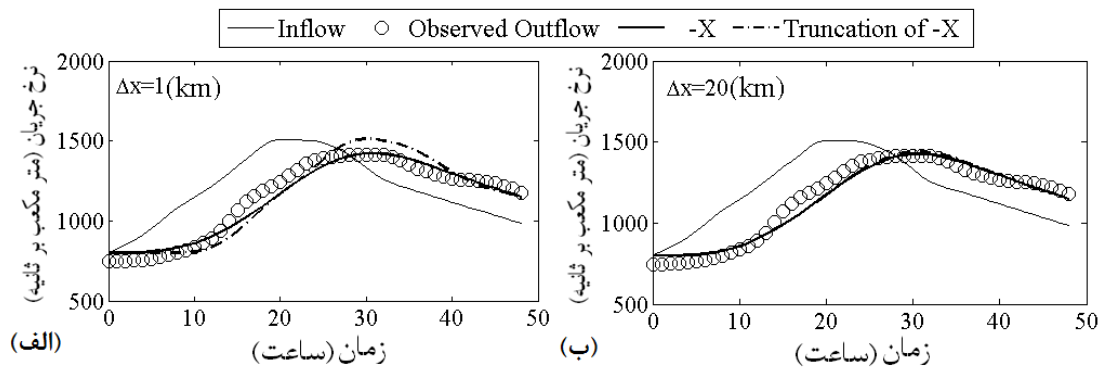 Inflow Observed Outflow -X Truncation of -X
نرخ جریان (متر مکعب بر ثانیه)
2000
1500
1000
500
Δx=1(km)
0 10 20 30 40 50
زمان (ساعت)
(الف)
نرخ جریان (متر مکعب بر ثانیه)
2000
1500
1000
500
Δx=20(km)
0 10 20 30 40 50
زمان (ساعت)
(ب)